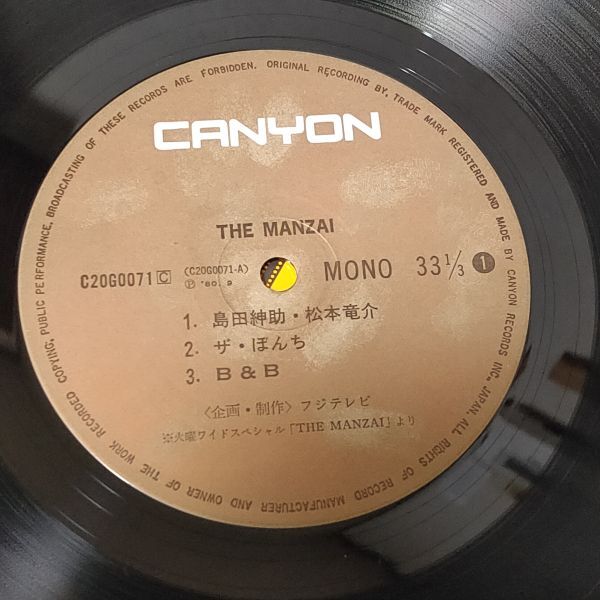 CANYON
THE MANZAI
C20G0071 C
(C20G0071-A)
Ⓟ '80. 9
MONO 33 1/3 1
1. 島田紳助・松本竜介
2. ザ・ぼんち
3. B & B
〈企画・制作〉フジテレビ
※火曜ワイドスペシャル「THE MANZAI」より
MANUFACTURER AND OWNER OF THE WORK RECORDED COPYING, PUBLIC PERFORMANCE, BROADCASTING OF THESE RECORDS ARE FORBIDDEN. ORIGINAL RECORDING BY, TRADE MARK REGISTERED AND MADE BY CANYON RECORDS INC., JAPAN. ALL RIGHTS OF RECORD